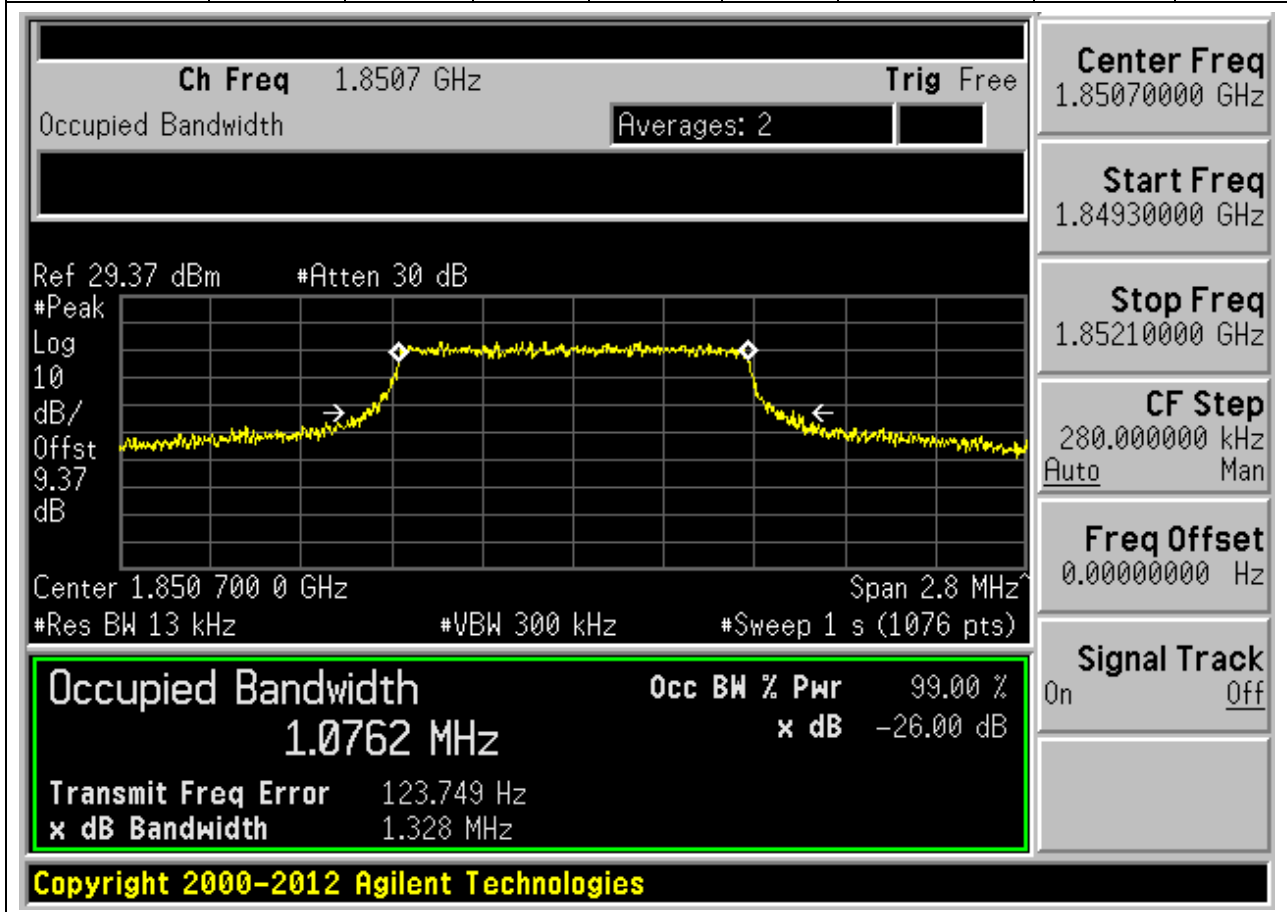 Ch Freq 1.8507 GHz Trig Free
Occupied Bandwidth Averages: 2
Ref 29.37 dBm #Atten 30 dB
#Peak
Log
10
dB/
Offst
9.37
dB
Center 1.850 700 0 GHz Span 2.8 MHz^
#Res BW 13 kHz #VBW 300 kHz #Sweep 1 s (1076 pts)
Occupied Bandwidth Occ BW % Pwr 99.00 %
1.0762 MHz x dB -26.00 dB
Transmit Freq Error 123.749 Hz
x dB Bandwidth 1.328 MHz
Copyright 2000-2012 Agilent Technologies
Center Freq
1.85070000 GHz
Start Freq
1.84930000 GHz
Stop Freq
1.85210000 GHz
CF Step
280.000000 kHz
Auto Man
Freq Offset
0.00000000 Hz
Signal Track
On Off